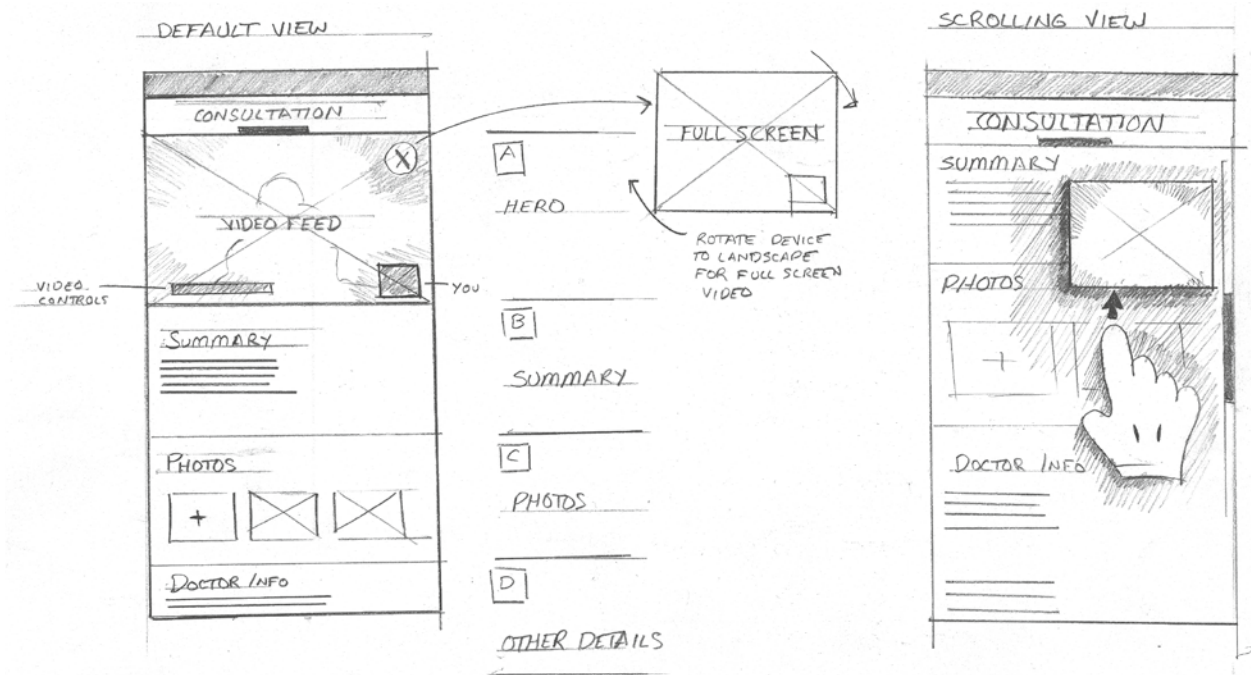 DEFAULT VIEW
CONSULTATION
X
VIDEO FEED
VIDEO
CONTROLS
YOU
SUMMARY
PHOTOS
+
DOCTOR INFO
A
HERO
B
SUMMARY
C
PHOTOS
D
OTHER DETAILS
FULL SCREEN
ROTATE DEVICE
TO LANDSCAPE
FOR FULL SCREEN
VIDEO
SCROLLING VIEW
CONSULTATION
SUMMARY
PHOTOS
+
DOCTOR INFO